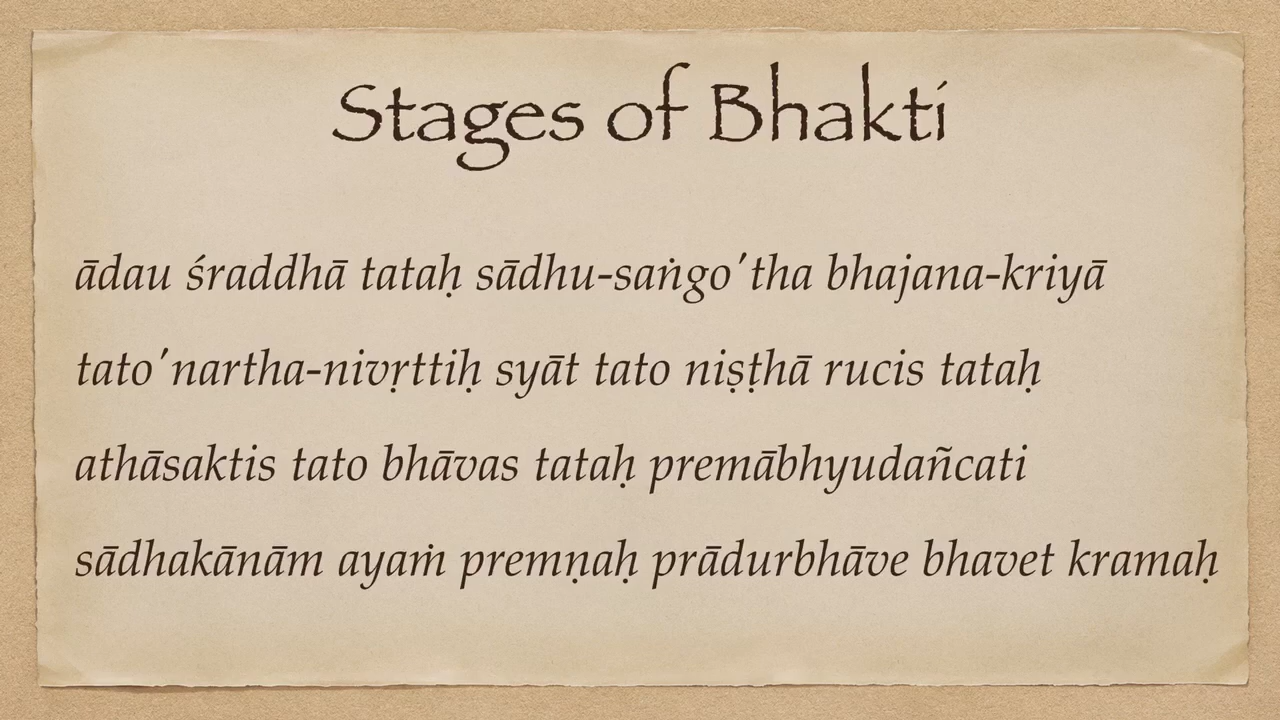 Stages of Bhakti
ādau śraddhā tataḥ sādhu-saṅgo'tha bhajana-kriyā
tato'nartha-nivṛttiḥ syāt tato niṣṭhā rucis tataḥ
athāsaktis tato bhāvas tataḥ premābhyudañcati
sādhakānām ayaṁ premṇaḥ prādurbhāve bhavet kramaḥ